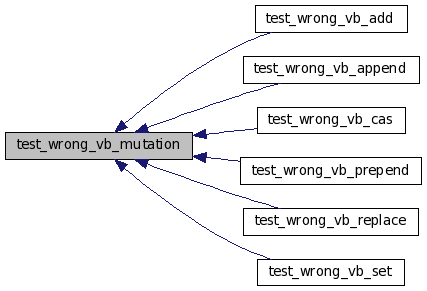 test_wrong_vb_add
test_wrong_vb_append
test_wrong_vb_cas
test_wrong_vb_mutation
test_wrong_vb_prepend
test_wrong_vb_replace
test_wrong_vb_set